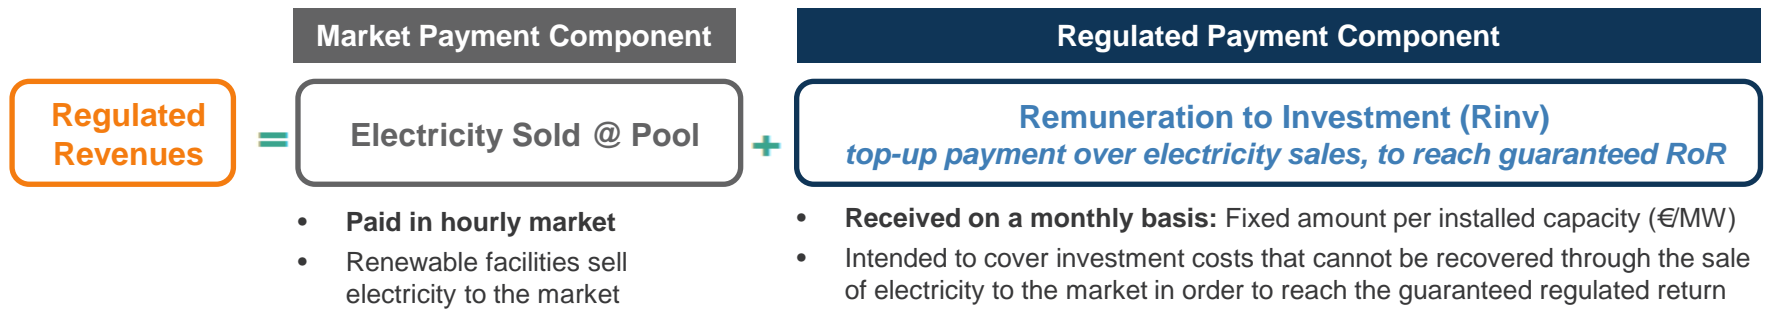 Market Payment Component
Regulated Payment Component
Regulated
Revenues
=
Electricity Sold @ Pool
+
Remuneration to Investment (Rinv)
top-up payment over electricity sales, to reach guaranteed RoR
• Paid in hourly market
• Renewable facilities sell
electricity to the market
• Received on a monthly basis: Fixed amount per installed capacity (€/MW)
• Intended to cover investment costs that cannot be recovered through the sale
of electricity to the market in order to reach the guaranteed regulated return